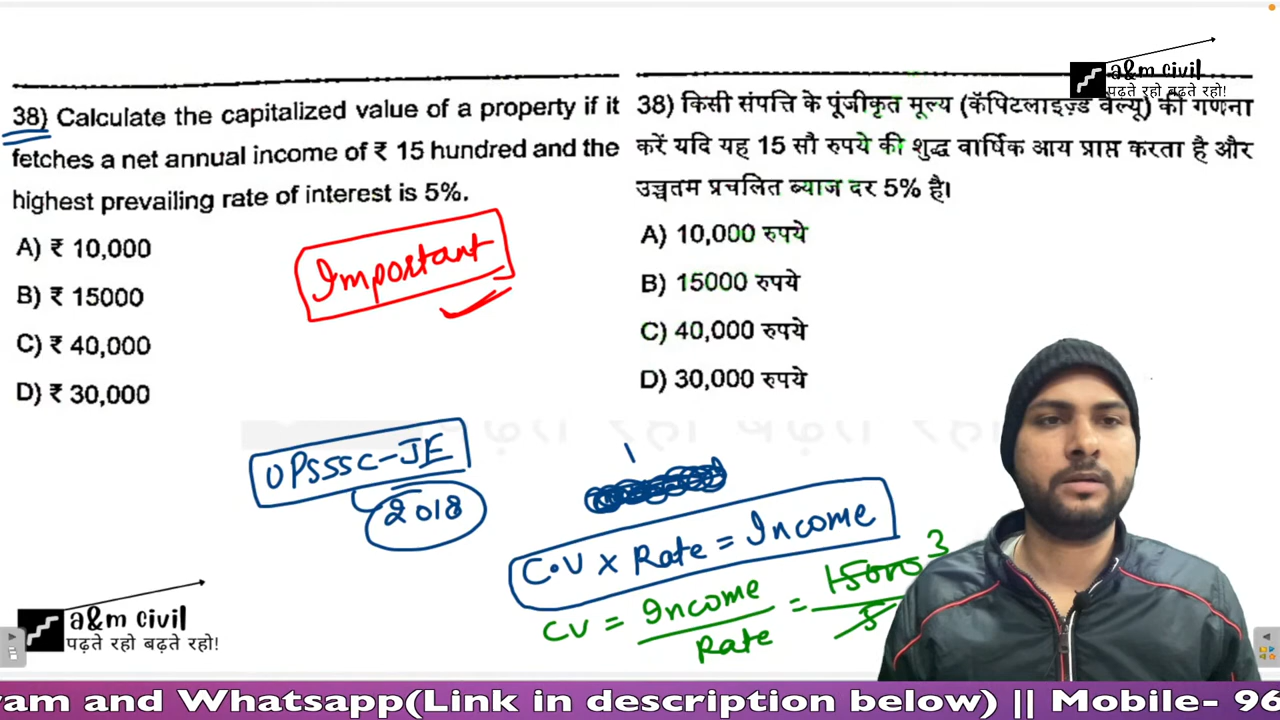 a&m civil
पढ़ते रहो बढ़ते रहो!
38) Calculate the capitalized value of a property if it
fetches a net annual income of ₹ 15 hundred and the
highest prevailing rate of interest is 5%.
A) ₹ 10,000
B) ₹ 15000
C) ₹ 40,000
D) ₹ 30,000
Important
38) किसी संपत्ति के पूंजीकृत मूल्य (कॅपिटलाइज़्ड वेल्यू) की गणना
करें यदि यह 15 सौ रुपये की शुद्ध वार्षिक आय प्राप्त करता है और
उच्चतम प्रचलित ब्याज दर 5% है।
A) 10,000 रुपये
B) 15000 रुपये
C) 40,000 रुपये
D) 30,000 रुपये
UPSSSC-JE
2018
C.V × Rate = Income
CV = Income / Rate = 3
5
a&m civil
पढ़ते रहो बढ़ते रहो!
ram and Whatsapp(Link in description below) || Mobile- 96